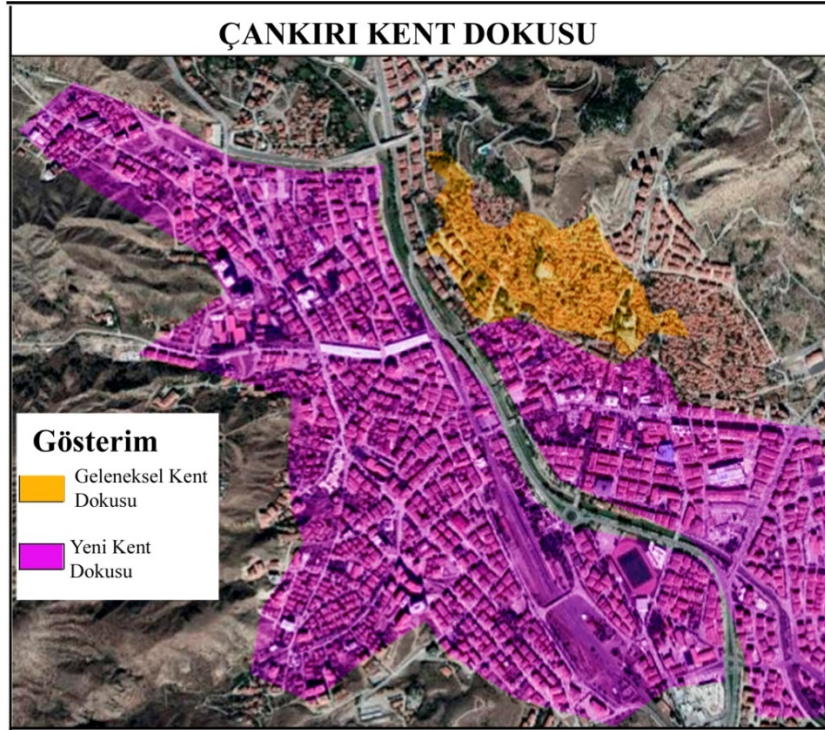 ÇANKIRI KENT DOKUSU
Gösterim
Geleneksel Kent
Dokusu
Yeni Kent
Dokusu